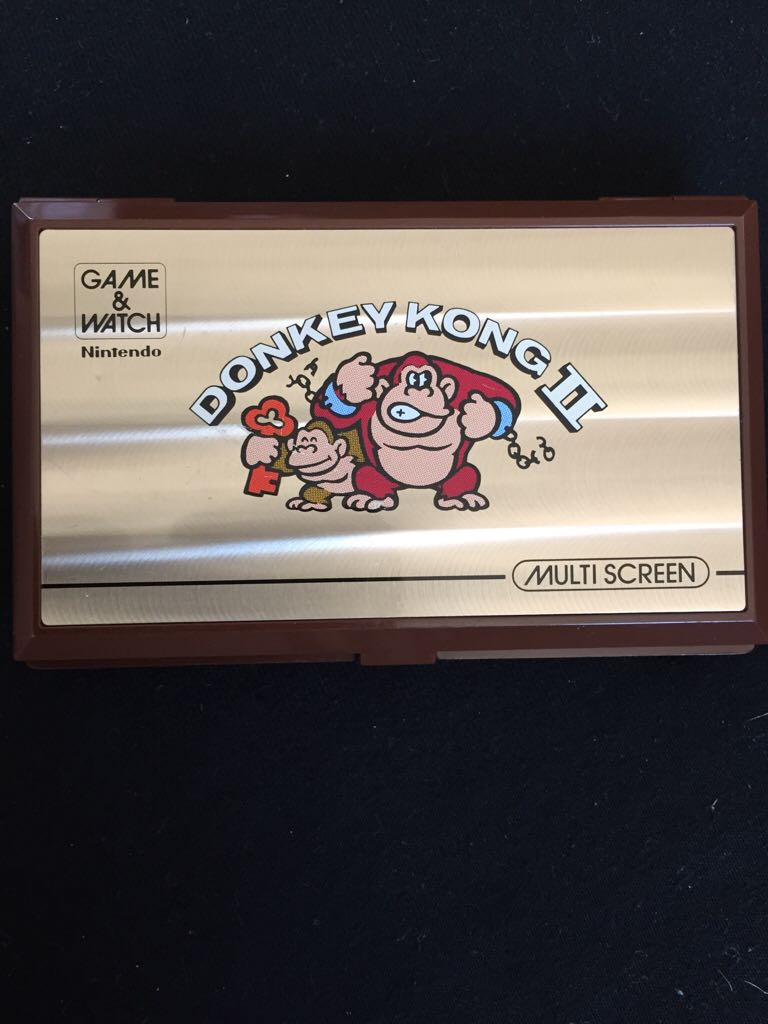 GAME
&
WATCH
Nintendo
DONKEY KONG II
MULTI SCREEN